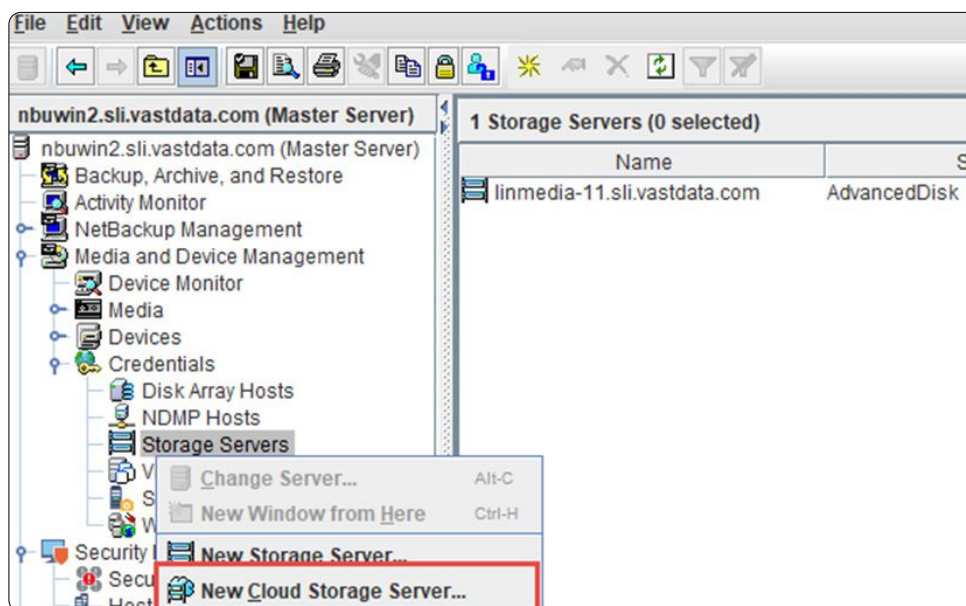 File Edit View Actions Help
nbuwin2.sli.vastdata.com (Master Server)
nbuwin2.sli.vastdata.com (Master Server)
Backup, Archive, and Restore
Activity Monitor
NetBackup Management
Media and Device Management
Device Monitor
Media
Devices
Credentials
Disk Array Hosts
NDMP Hosts
Storage Servers
V
S
W
Security
Secu
Host
Change Server... Alt-C
New Window from Here Ctrl-H
New Storage Server...
New Cloud Storage Server...
1 Storage Servers (0 selected)
Name S
linmedia-11.sli.vastdata.com AdvancedDisk